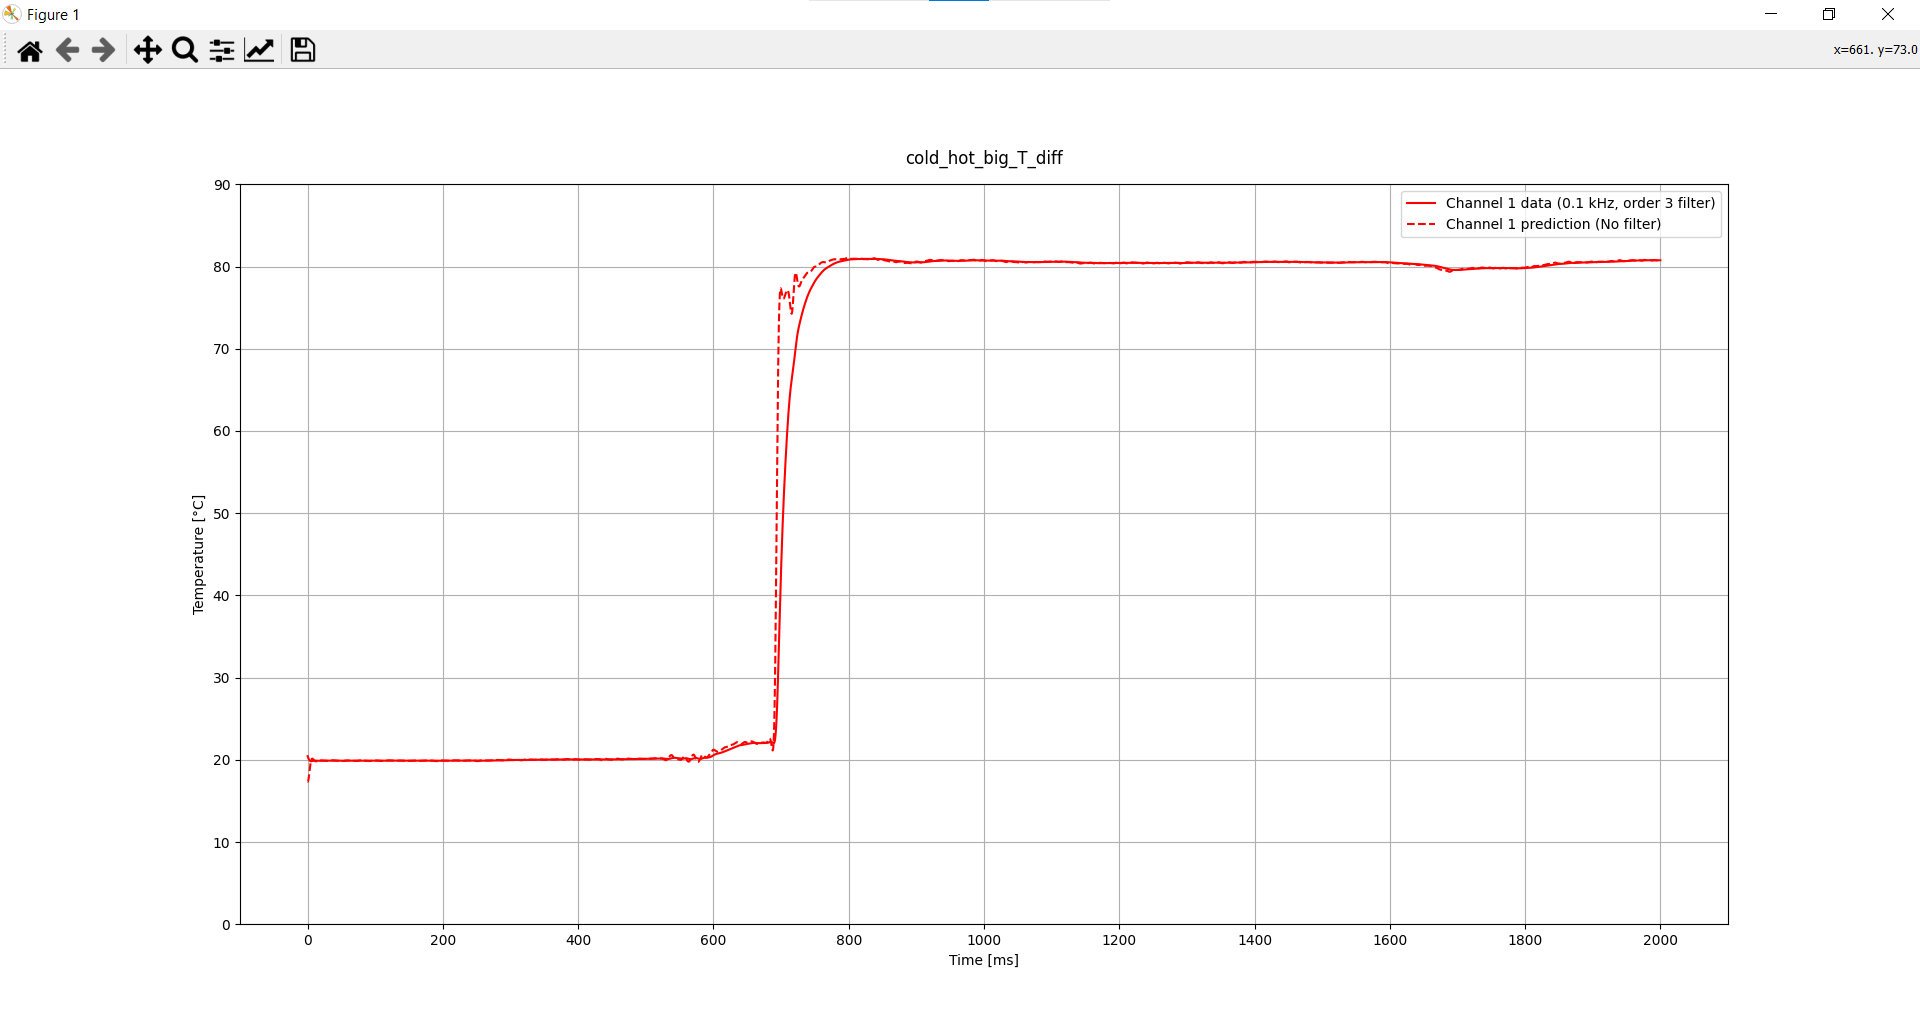 Figure 1
x=661. y=73.0
cold_hot_big_T_diff
Channel 1 data (0.1 kHz, order 3 filter)
Channel 1 prediction (No filter)
Temperature [°C]
90
80
70
60
50
40
30
20
10
0
0 200 400 600 800 1000 1200 1400 1600 1800 2000
Time [ms]